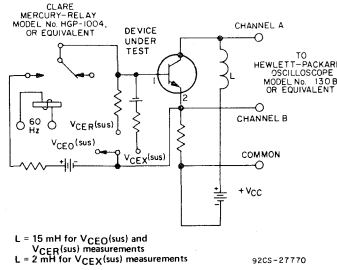 CLARE
MERCURY-RELAY
MODEL No. HGP-1004,
OR EQUIVALENT
DEVICE
UNDER
TEST
CHANNEL A
1
2
L
TO
HEWLETT-PACKARD
OSCILLOSCOPE
MODEL No. 130B
OR EQUIVALENT
CHANNEL B
60
Hz
VCER(sus)
VCEO(sus)
VCEX(sus)
COMMON
+ -
+VCC
L = 15 mH for VCEO(sus) and
VCER(sus) measurements
L = 2 mH for VCEX(sus) measurements
92CS-27770